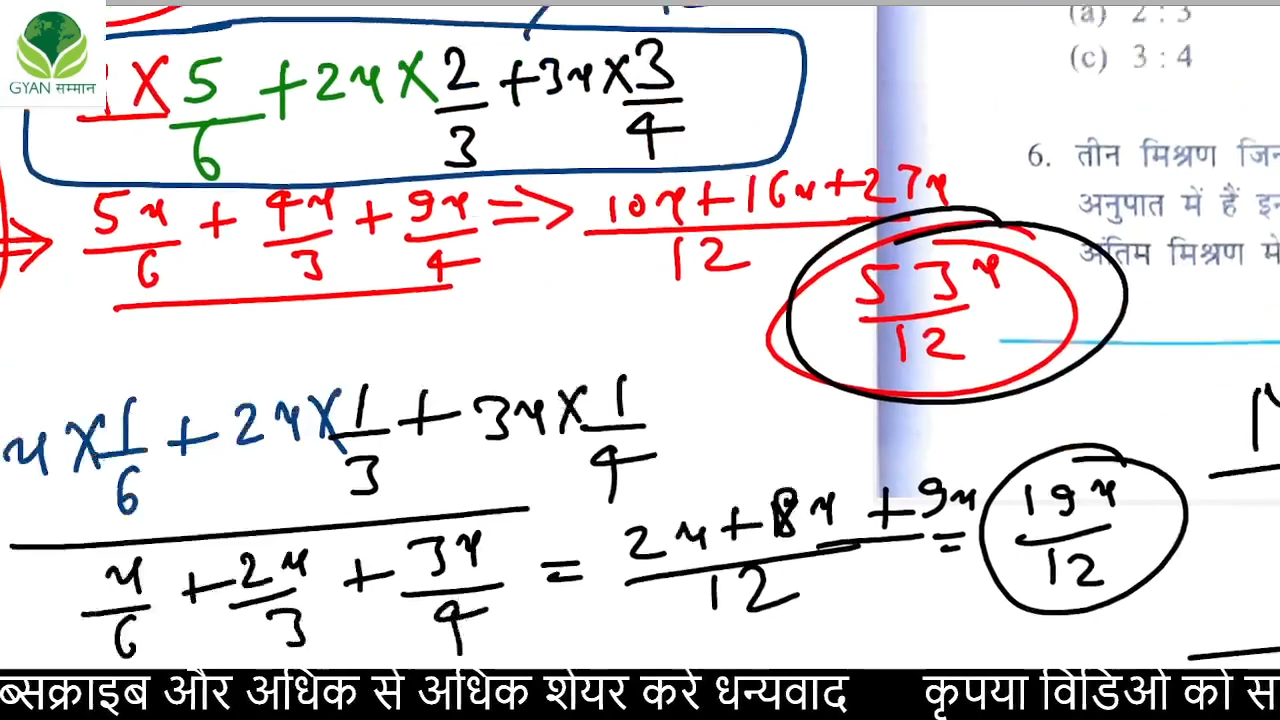 (a) 2 : 3
(c) 3 : 4
GYAN सम्मान
x × 5/6 + 2x × 2/3 + 3x × 3/4
=> 5x/6 + 4x/3 + 9x/4 => 10x + 16x + 27x / 12
53x/12
6. तीन मिश्रण जिन
अनुपात में हैं इन
अंतिम मिश्रण मे
x × 1/6 + 2x × 1/3 + 3x × 1/4
x/6 + 2x/3 + 3x/4 = 2x + 8x + 9x / 12 = 19x/12
ब्सक्राइब और अधिक से अधिक शेयर करे धन्यवाद कृपया विडिओ को स